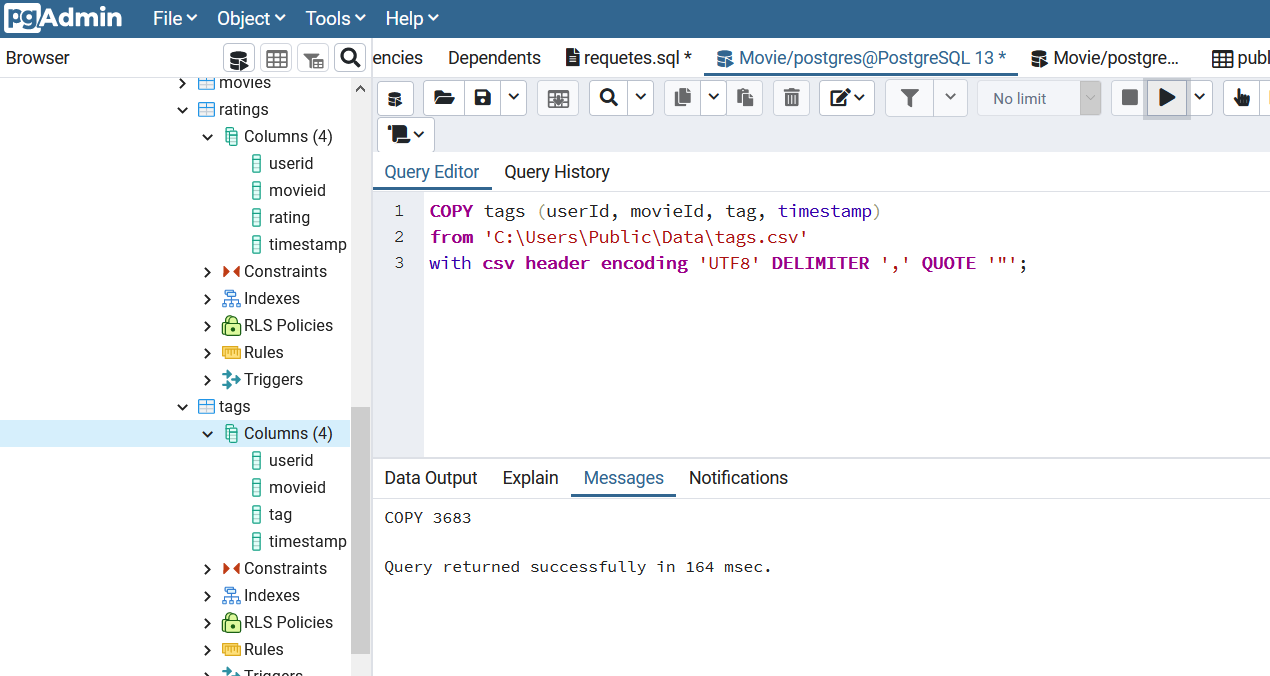 pgAdmin File Object Tools Help
Browser
encies Dependents requetes.sql * Movie/postgres@PostgreSQL 13 * Movie/postgre... publ
No limit
movies
ratings
Columns (4)
userid
movieid
rating
timestamp
Constraints
Indexes
RLS Policies
Rules
Triggers
tags
Columns (4)
userid
movieid
tag
timestamp
Constraints
Indexes
RLS Policies
Rules
Triggers
Query Editor Query History
1 COPY tags (userId, movieId, tag, timestamp)
2 from 'C:\Users\Public\Data\tags.csv'
3 with csv header encoding 'UTF8' DELIMITER ',' QUOTE '"';
Data Output Explain Messages Notifications
COPY 3683
Query returned successfully in 164 msec.